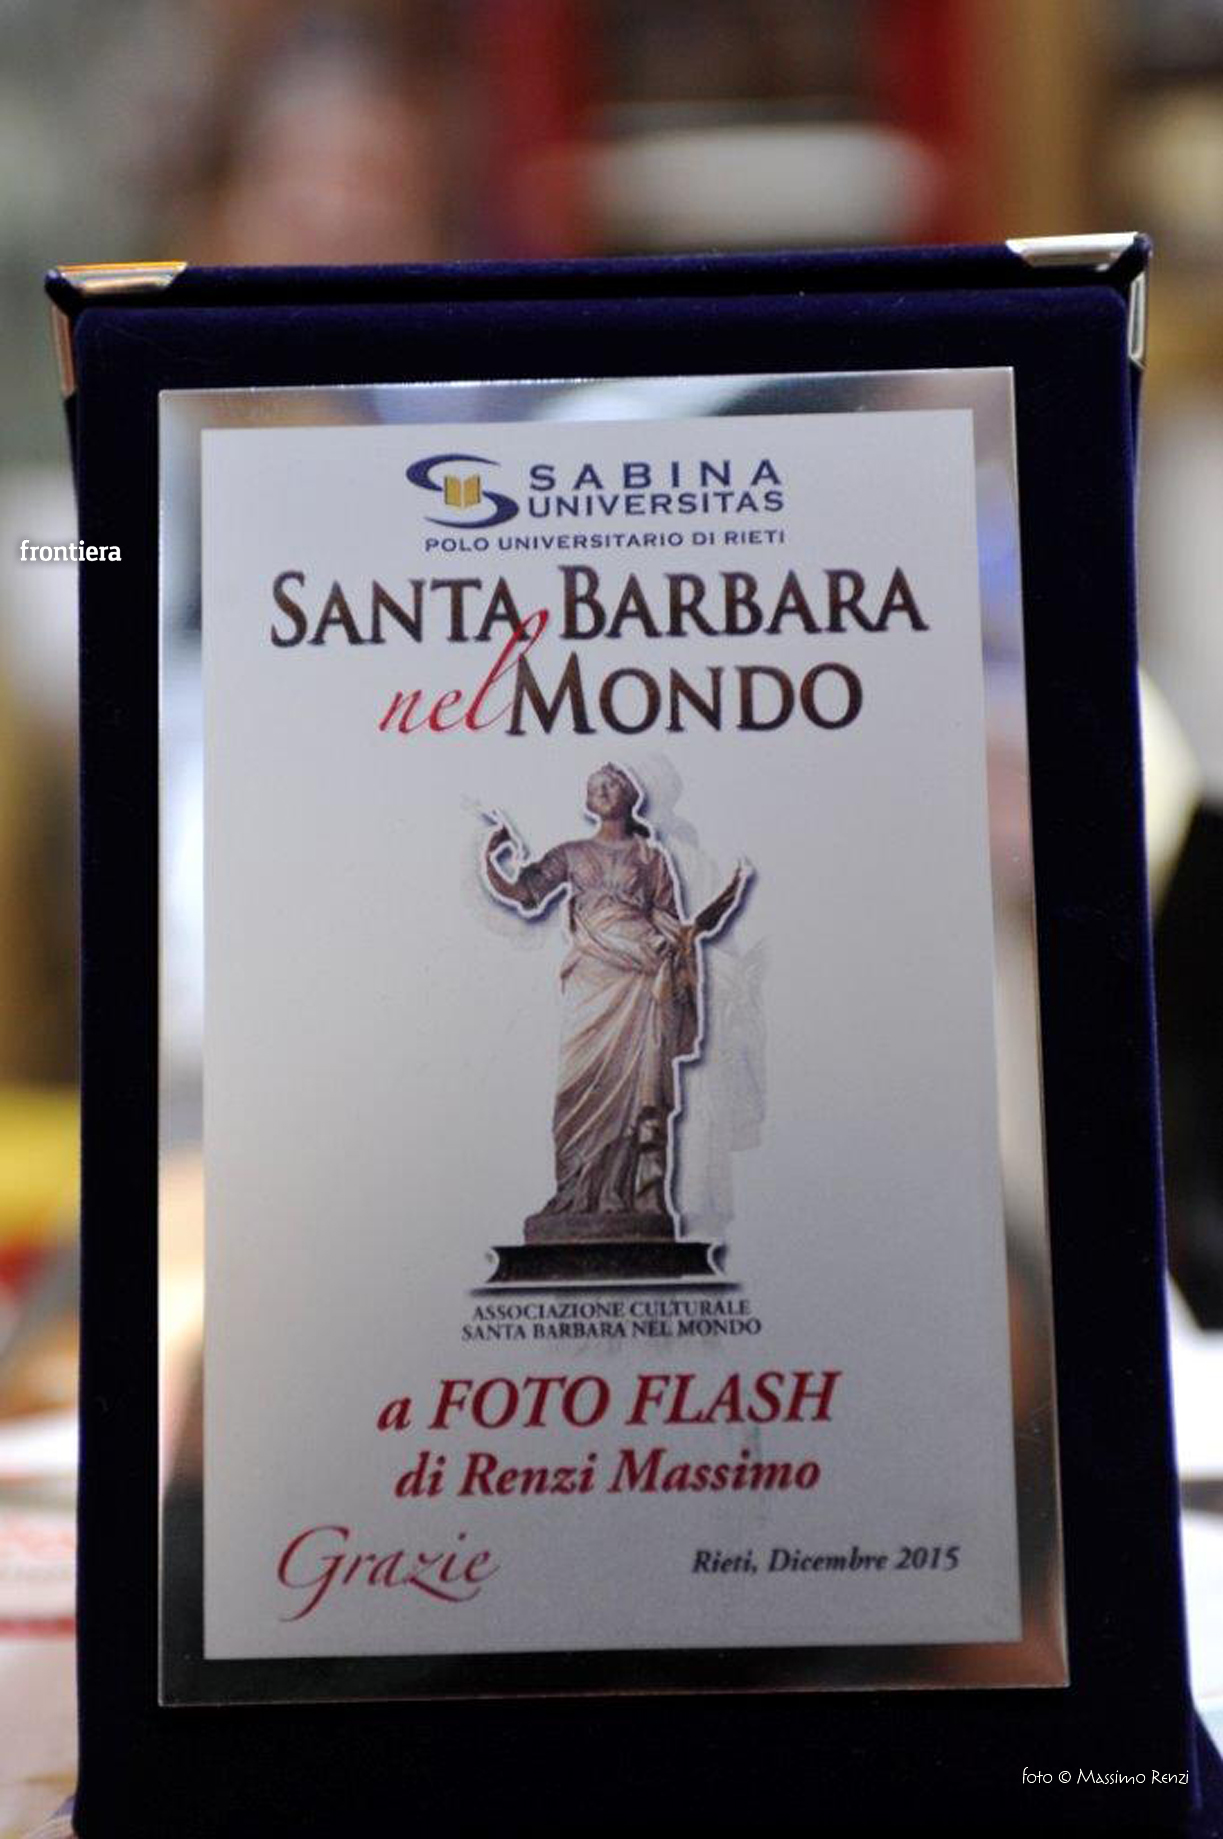 SABINA
UNIVERSITAS
POLO UNIVERSITARIO DI RIETI
frontiera
SANTA BARBARA
nel MONDO
ASSOCIAZIONE CULTURALE
SANTA BARBARA NEL MONDO
a FOTO FLASH
di Renzi Massimo
Grazie
Rieti, Dicembre 2015
foto © Massimo Renzi